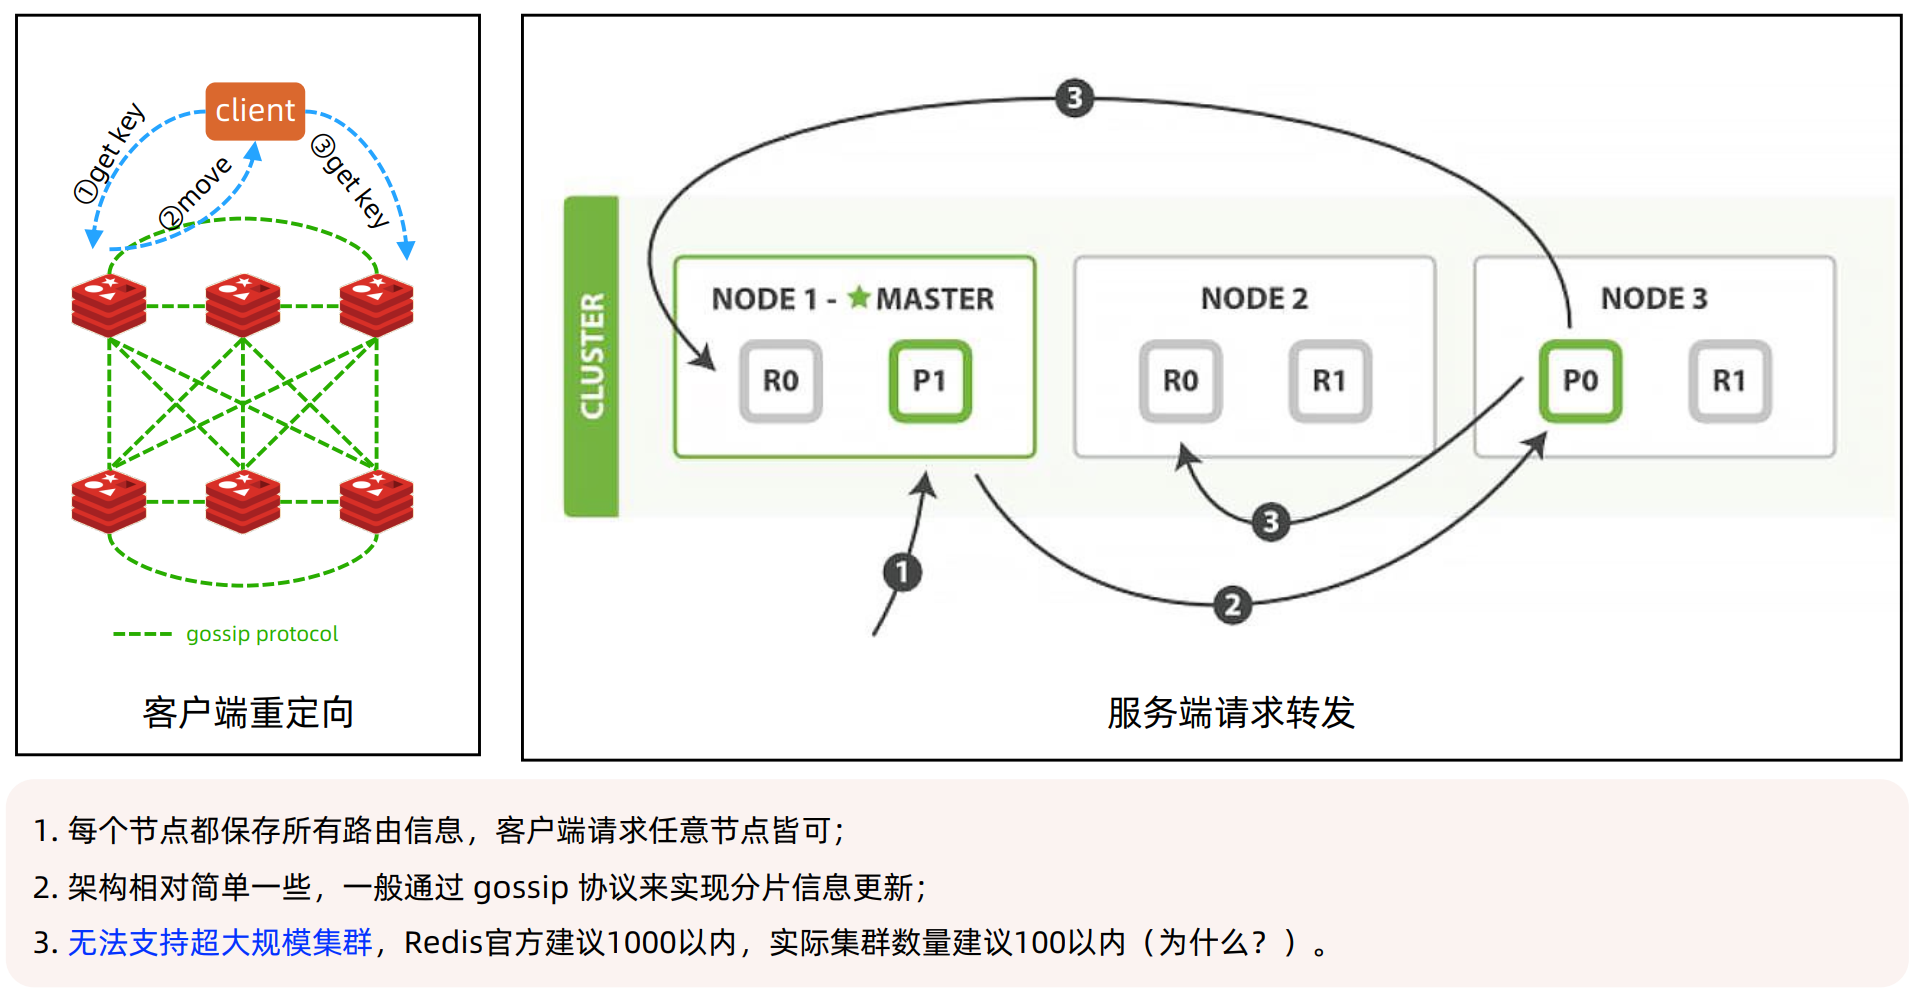 client
①get key
②move
③get key
gossip protocol
客户端重定向
3
CLUSTER
NODE 1 - ★MASTER
R0
P1
NODE 2
R0
R1
NODE 3
P0
R1
3
1
2
服务端请求转发
1. 每个节点都保存所有路由信息，客户端请求任意节点皆可；
2. 架构相对简单一些，一般通过 gossip 协议来实现分片信息更新；
3. 无法支持超大规模集群，Redis官方建议1000以内，实际集群数量建议100以内（为什么？）。